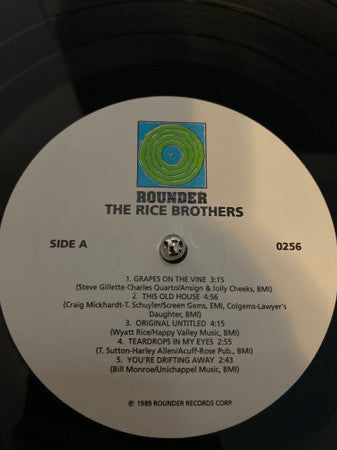 ROUNDER
THE RICE BROTHERS
SIDE A
0256
1. GRAPES ON THE VINE 3:15
(Steve Gillette-Charles Quarto/Ansign & Jolly Cheeks, BMI)
2. THIS OLD HOUSE 4:56
(Craig Mickhardt-T. Schuyler/Screen Gems, EMI, Colgems-Lawyer's
Daughter, BMI)
3. ORIGINAL UNTITLED 4:15
(Wyatt Rice/Happy Valley Music, BMI)
4. TEARDROPS IN MY EYES 2:55
(T. Sutton-Harley Allen/Acuff-Rose Pub., BMI)
5. YOU'RE DRIFTING AWAY 2:43
(Bill Monroe/Unichappel Music, BMI)
℗ 1989 ROUNDER RECORDS CORP.